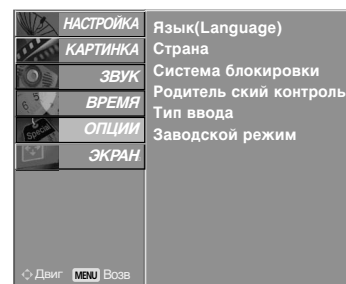 НАСТРОЙКА
КАРТИНКА
ЗВУК
ВРЕМЯ
ОПЦИИ
ЭКРАН
Язык(Language)
Страна
Система блокировки
Родитель ский контроль
Тип ввода
Заводской режим
Special
Двиг MENU Возв